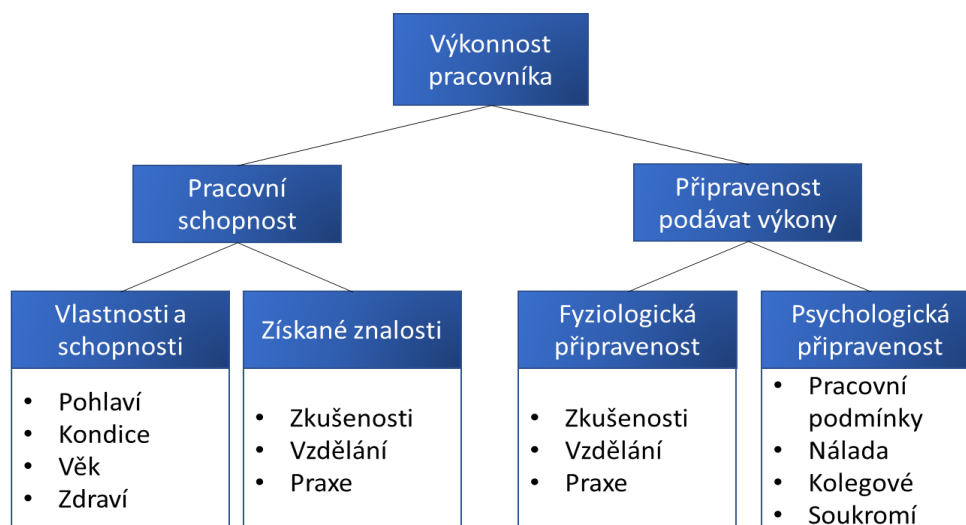 Výkonnost
pracovníka
Pracovní
schopnost
Připravenost
podávat výkony
Vlastnosti a
schopnosti
• Pohlaví
• Kondice
• Věk
• Zdraví
Získané znalosti
• Zkušenosti
• Vzdělání
• Praxe
Fyziologická
připravenost
• Zkušenosti
• Vzdělání
• Praxe
Psychologická
připravenost
• Pracovní
podmínky
• Nálada
• Kolegové
• Soukromí